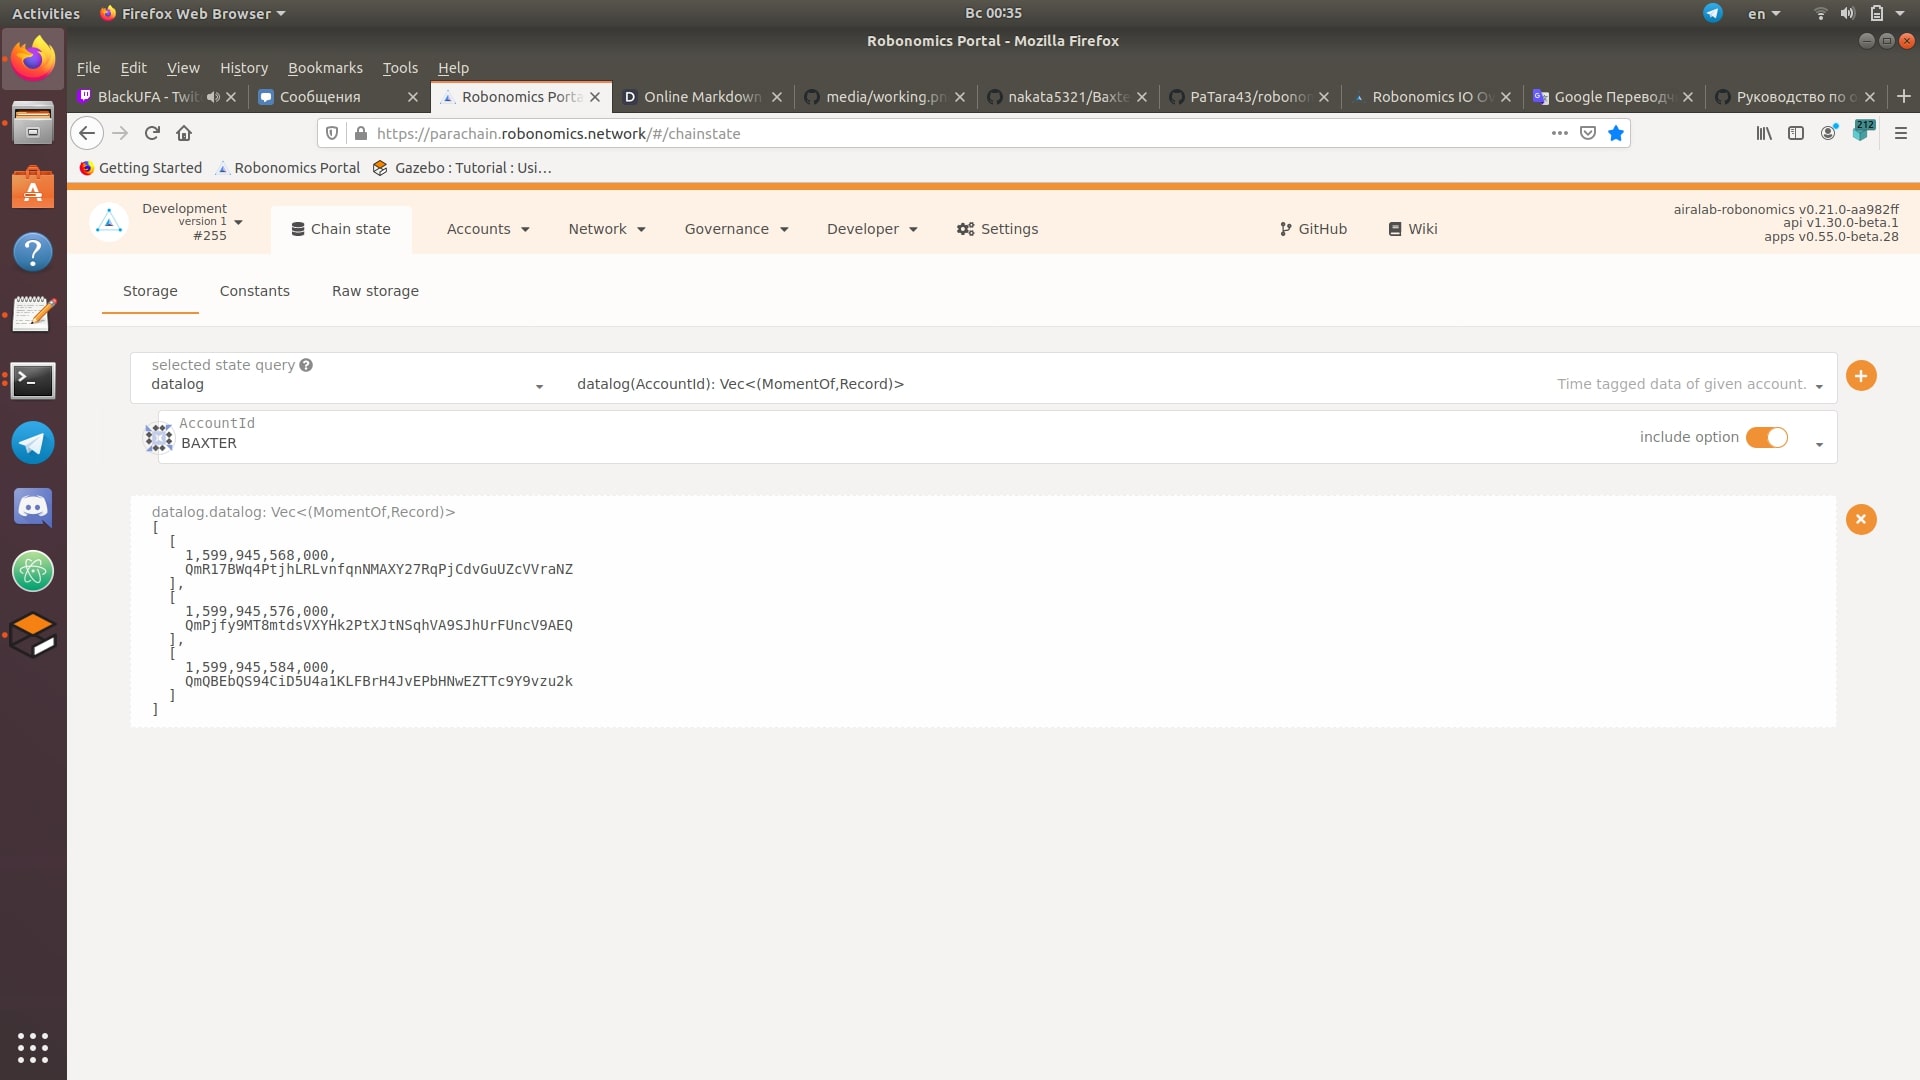 Activities
Firefox Web Browser
Вс 00:35
en
Robonomics Portal - Mozilla Firefox
File Edit View History Bookmarks Tools Help
BlackUFA - Twit
Сообщения
Robonomics Porta
Online Markdown
media/working.pn
nakata5321/Baxte
PaTara43/robonor
Robonomics IO Ov
Google Переводч
Руководство по о
https://parachain.robonomics.network/#/chainstate
212
Getting Started
Robonomics Portal
Gazebo : Tutorial : Usi…
Development
version 1
#255
Chain state
Accounts
Network
Governance
Developer
Settings
GitHub
Wiki
airalab-robonomics v0.21.0-aa982ff
api v1.30.0-beta.1
apps v0.55.0-beta.28
Storage
Constants
Raw storage
selected state query
datalog
datalog(AccountId): Vec<(MomentOf,Record)>
Time tagged data of given account.
AccountId
BAXTER
include option
datalog.datalog: Vec<(MomentOf,Record)>
[
[
1,599,945,568,000,
QmR17BWq4PtjhLRLvnfqnNMAXY27RqPjCdvGuUZcVVraNZ
],
[
1,599,945,576,000,
QmPjfy9MT8mtdsVXYHk2PtXJtNSqhVA9SJhUrFUncV9AEQ
],
[
1,599,945,584,000,
QmQBEbQS94CiD5U4a1KLFBrH4JvEPbHNwEZTTc9Y9vzu2k
]
]